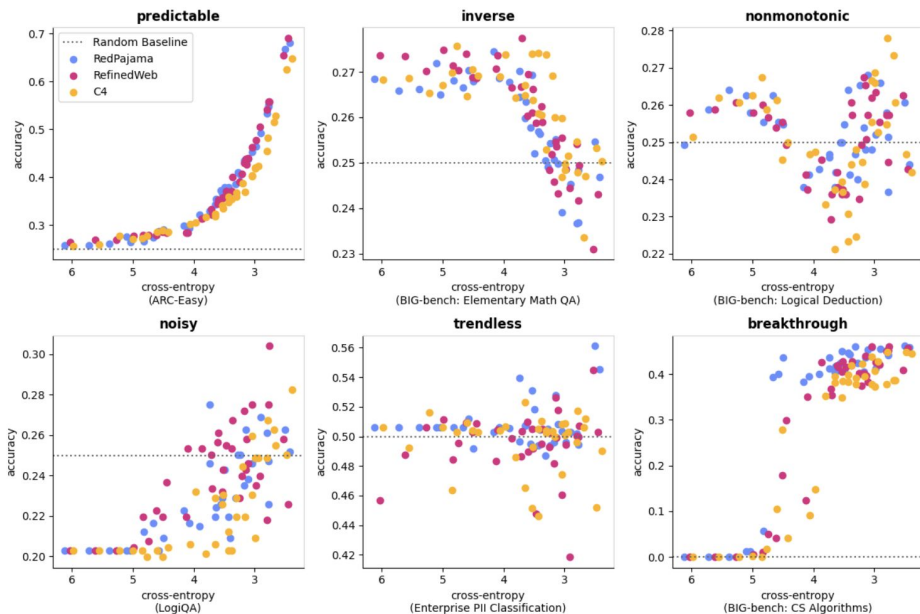 predictable
0.7
0.6
0.5
0.4
0.3
accuracy
Random Baseline
RedPajama
RefinedWeb
C4
6 5 4 3
cross-entropy
(ARC-Easy)
inverse
0.27
0.26
0.25
0.24
0.23
accuracy
6 5 4 3
cross-entropy
(BIG-bench: Elementary Math QA)
nonmonotonic
0.28
0.27
0.26
0.25
0.24
0.23
0.22
accuracy
6 5 4 3
cross-entropy
(BIG-bench: Logical Deduction)
noisy
0.30
0.28
0.26
0.24
0.22
0.20
accuracy
6 5 4 3
cross-entropy
(LogiQA)
trendless
0.56
0.54
0.52
0.50
0.48
0.46
0.44
0.42
accuracy
6 5 4 3
cross-entropy
(Enterprise PII Classification)
breakthrough
0.4
0.3
0.2
0.1
0.0
accuracy
6 5 4 3
cross-entropy
(BIG-bench: CS Algorithms)